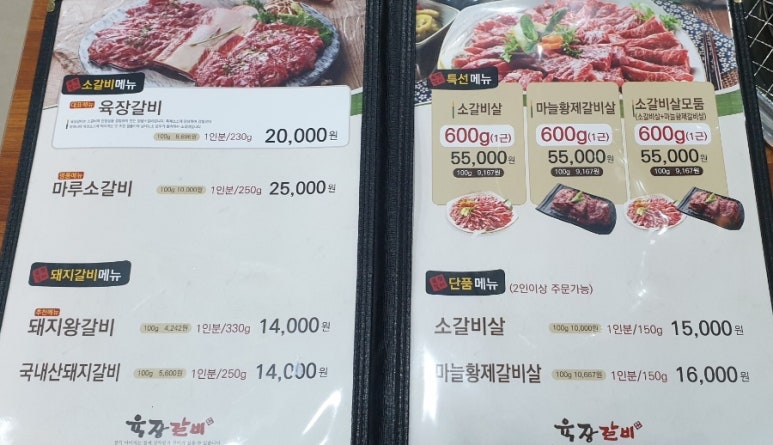 소갈비메뉴
대표메뉴
육장갈비
100g 8,696원 1인분/230g 20,000원
마루소갈비
100g 10,000원 1인분/250g 25,000원
돼지갈비메뉴
추천메뉴
돼지왕갈비
100g 4,242원 1인분/330g 14,000원
국내산돼지갈비
100g 5,600원 1인분/250g 14,000원
육장갈비
특선메뉴
소갈비살
600g(1근)
55,000원
100g 9,167원
마늘황제갈비살
600g(1근)
55,000원
100g 9,167원
소갈비살모둠
(소갈비살+마늘황제갈비살)
600g(1근)
55,000원
100g 9,167원
단품메뉴 (2인이상 주문가능)
소갈비살
100g 10,000원 1인분/150g 15,000원
마늘황제갈비살
100g 10,667원 1인분/150g 16,000원
육장갈비